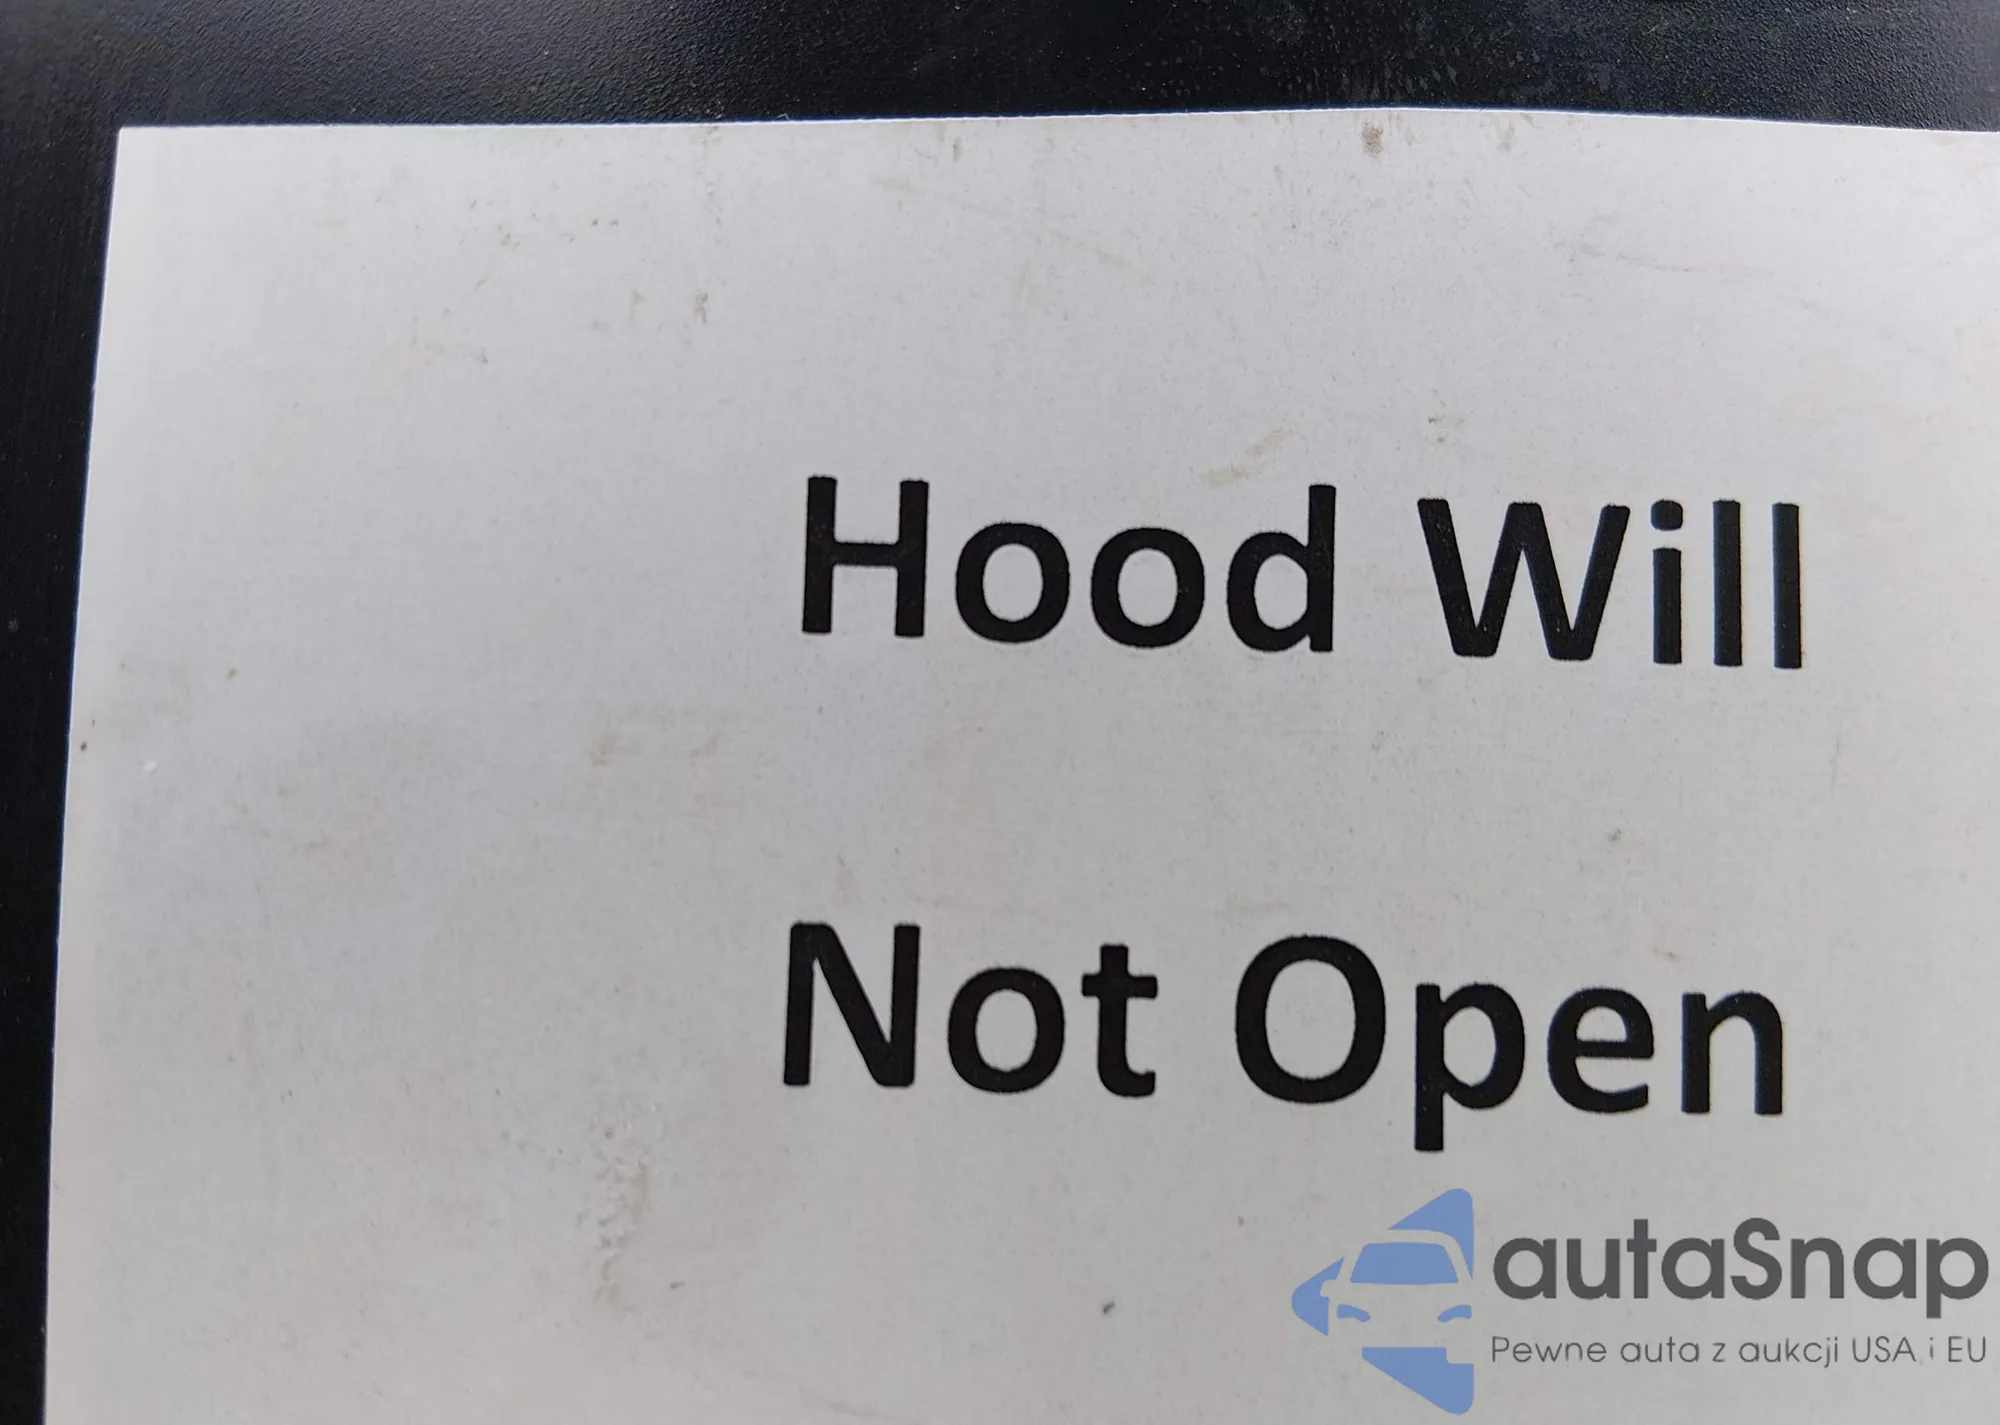 Hood Will
Not Open
autaSnap
Pewne auta z aukcji USA i EU